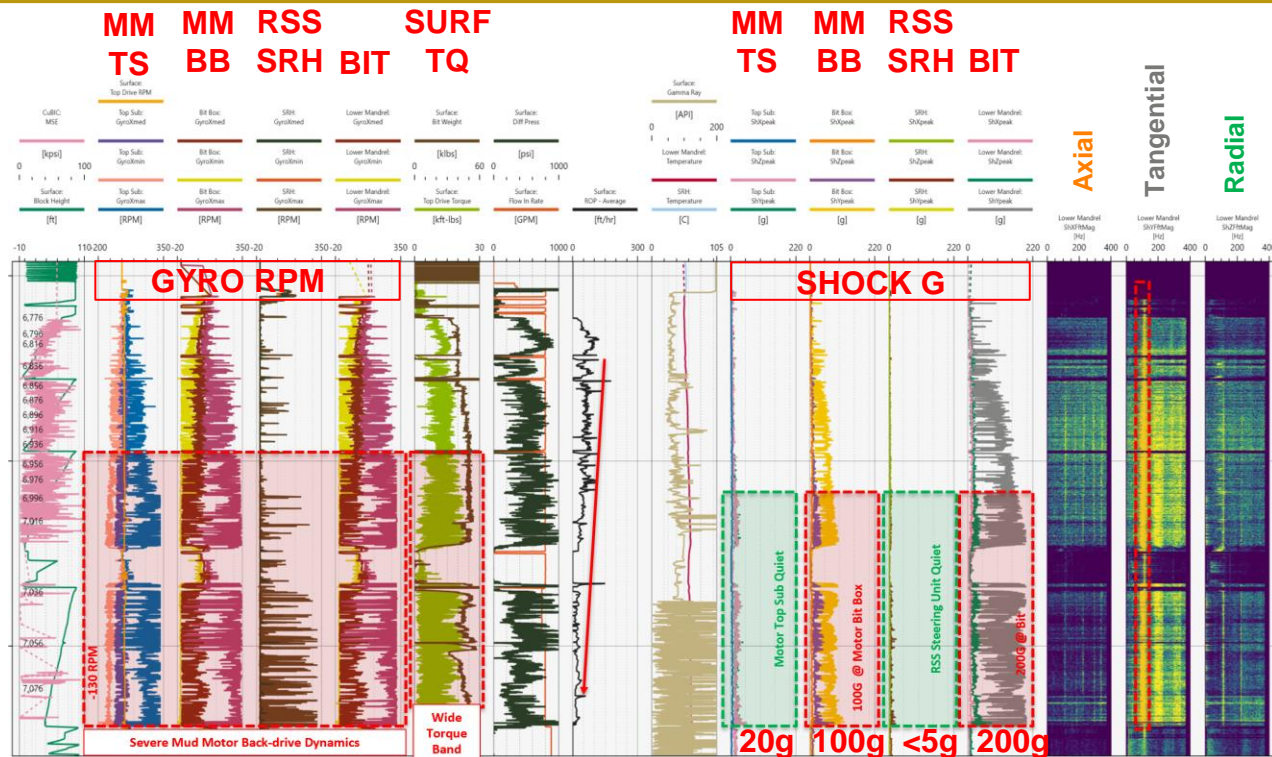 MM MM RSS SURF MM MM RSS
TS BB SRH BIT TQ TS BB SRH BIT
Axial
Tangential
Radial
Surface:
Top Drive RPM
Surface:
Gamma Ray
CuBIC:
MSE
Top Sub:
GyroXmed
Bit Box:
GyroXmed
SRH:
GyroXmed
Lower Mandrel:
GyroXmed
Surface:
Bit Weight
Surface:
Diff Press
[API]
0 200
Top Sub:
ShXpeak
Bit Box:
ShXpeak
SRH:
ShXpeak
Lower Mandrel:
ShXpeak
[kpsi]
0 100
Top Sub:
GyroXmin
Bit Box:
GyroXmin
SRH:
GyroXmin
Lower Mandrel:
GyroXmin
[klbs]
0 60
[psi]
0 1000
Lower Mandrel:
Temperature
Top Sub:
ShZpeak
Bit Box:
ShZpeak
SRH:
ShZpeak
Lower Mandrel:
ShZpeak
Surface:
Block Height
Top Sub:
GyroXmax
Bit Box:
GyroXmax
SRH:
GyroXmax
Lower Mandrel:
GyroXmax
Surface:
Top Drive Torque
Surface:
Flow In Rate
Surface:
ROP - Average
SRH:
Temperature
Top Sub:
ShYpeak
Bit Box:
ShYpeak
SRH:
ShYpeak
Lower Mandrel:
ShYpeak
[ft] [RPM] [RPM] [RPM] [RPM] [kft-lbs] [GPM] [ft/hr] [C] [g] [g] [g] [g]
Lower Mandrel
ShXFftMag
[Hz]
Lower Mandrel
ShYFftMag
[Hz]
Lower Mandrel
ShZFftMag
[Hz]
-10 110 -200 350 -20 350 -20 350 -20 350 0 30 0 1000 0 300 0 105 0 220 0 220 0 220 0 220 0 200 400 0 200 400 0 200 400
GYRO RPM
SHOCK G
6,776
6,796
6,816
6,836
6,856
6,876
6,896
6,916
6,936
6,956
6,976
6,996
7,016
7,036
7,056
7,076
-130 RPM
Motor Top Sub Quiet
100G @ Motor Bit Box
RSS Steering Unit Quiet
200G @ Bit
Severe Mud Motor Back-drive Dynamics
Wide
Torque
Band
20g 100g <5g 200g